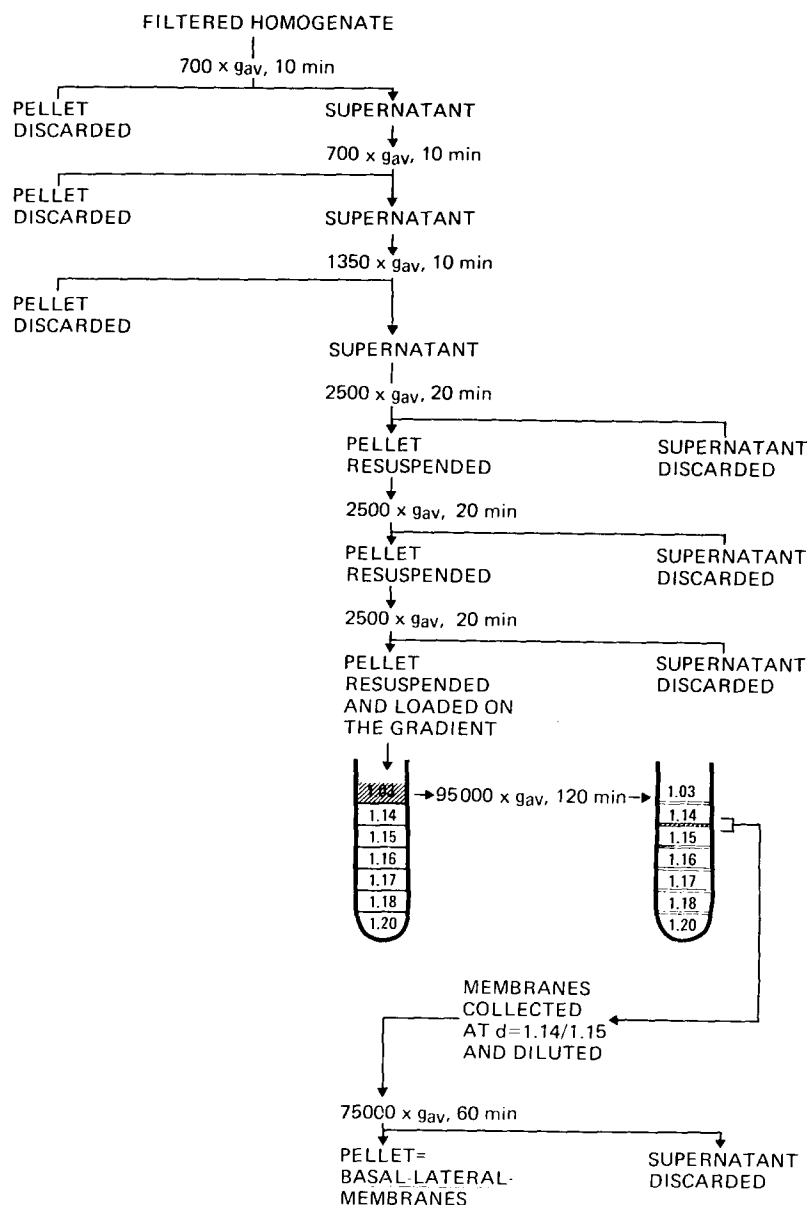 FILTERED HOMOGENATE
700 x gav, 10 min
PELLET
DISCARDED
SUPERNATANT
700 x gav, 10 min
PELLET
DISCARDED
SUPERNATANT
1350 x gav, 10 min
PELLET
DISCARDED
SUPERNATANT
2500 x gav, 20 min
PELLET
RESUSPENDED
SUPERNATANT
DISCARDED
2500 x gav, 20 min
PELLET
RESUSPENDED
SUPERNATANT
DISCARDED
2500 x gav, 20 min
PELLET
RESUSPENDED
AND LOADED ON
THE GRADIENT
SUPERNATANT
DISCARDED
1.03
1.14
1.15
1.16
1.17
1.18
1.20
95000 x gav, 120 min
1.03
1.14
1.15
1.16
1.17
1.18
1.20
MEMBRANES
COLLECTED
AT d=1.14/1.15
AND DILUTED
75000 x gav, 60 min
PELLET=
BASAL-LATERAL-
MEMBRANES
SUPERNATANT
DISCARDED